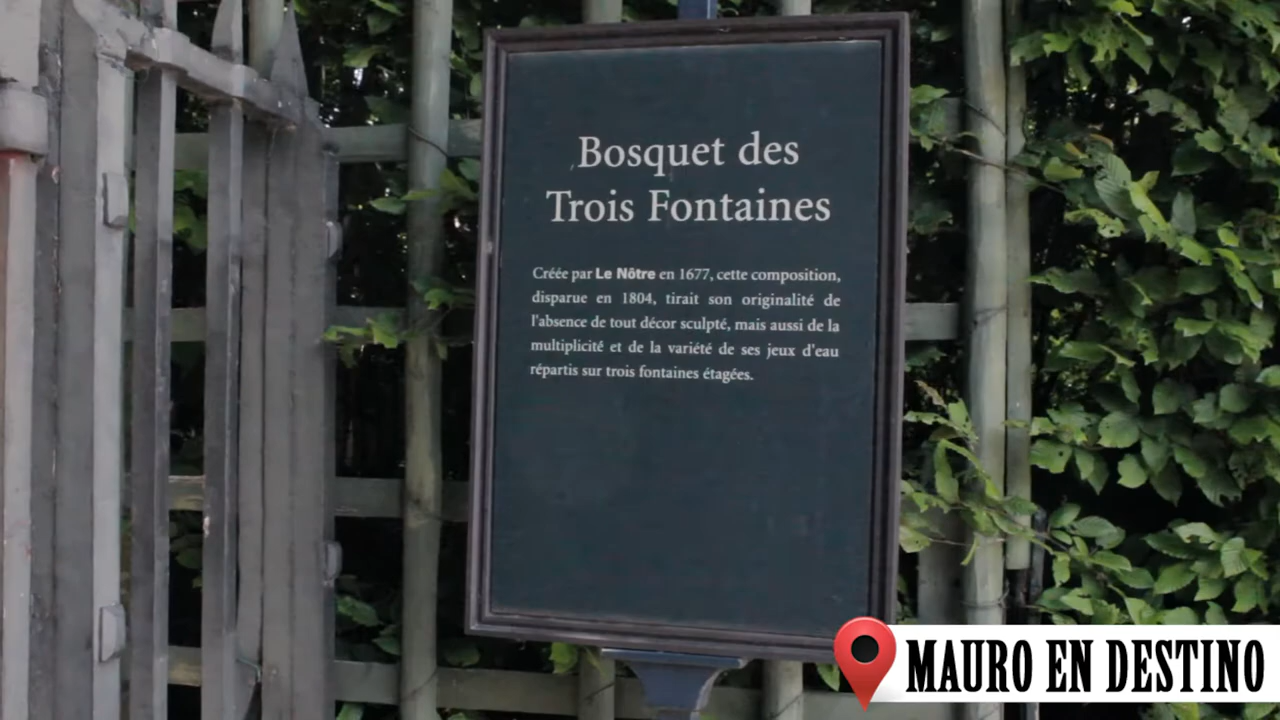 Bosquet des
Trois Fontaines
Créée par Le Nôtre en 1677, cette composition,
disparue en 1804, tirait son originalité de
l'absence de tout décor sculpté, mais aussi de la
multiplicité et de la variété de ses jeux d'eau
répartis sur trois fontaines étagées.
MAURO EN DESTINO